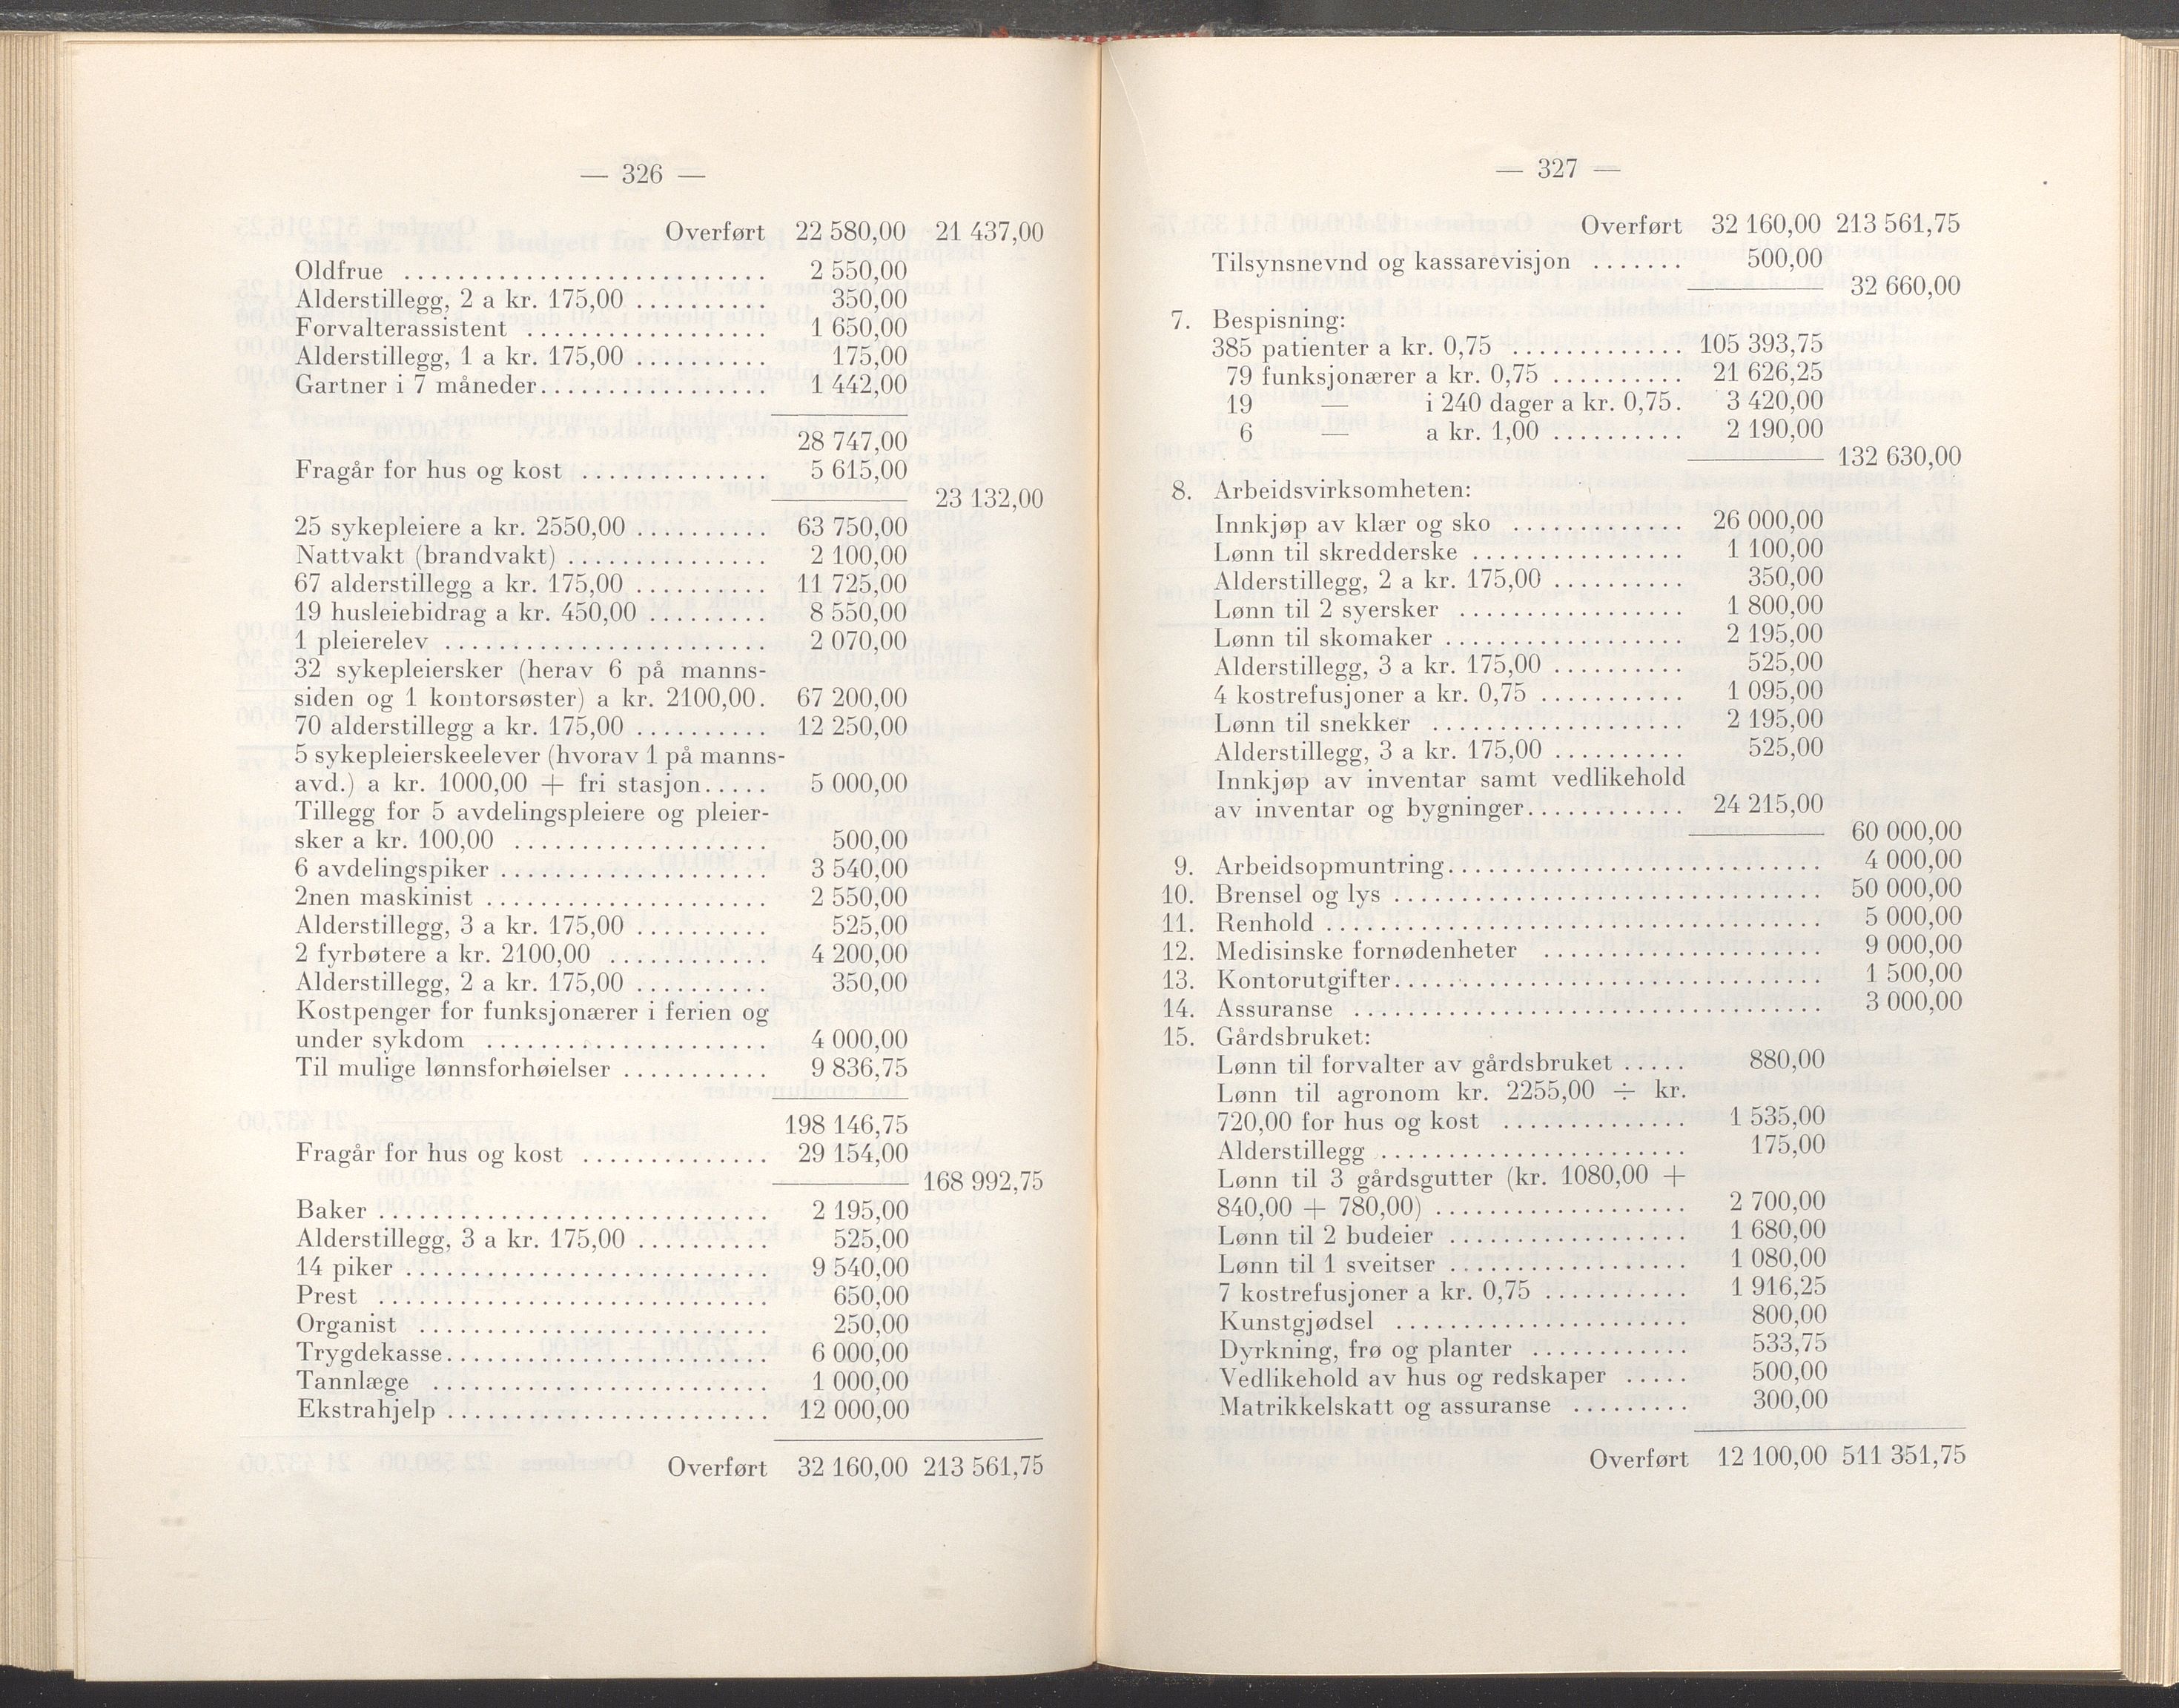 — 326 —
Overført 22 580,00 21 437,00
Oldfrue ........................... 2 550,00
Alderstillegg, 2 a kr. 175,00 .......... 350,00
Forvalterassistent .................. 1 650,00
Alderstillegg, 1 a kr. 175,00 .......... 175,00
Gartner i 7 måneder................. 1 442,00
28 747,00
Fragår for hus og kost .............. 5 615,00
23 132,00
25 sykepleiere a kr. 2550,00 .......... 63 750,00
Nattvakt (brandvakt) ............... 2 100,00
67 alderstillegg a kr. 175,00 .......... 11 725,00
19 husleiebidrag a kr. 450,00 ......... 8 550,00
1 pleierelev ........................ 2 070,00
32 sykepleiersker (herav 6 på manns-
siden og 1 kontorsøster) a kr. 2100,00. 67 200,00
70 alderstillegg a kr. 175,00 .......... 12 250,00
5 sykepleierskeelever (hvorav 1 på manns-
avd.) a kr. 1000,00 + fri stasjon..... 5 000,00
Tillegg for 5 avdelingspleiere og pleier-
sker a kr. 100,00 ................... 500,00
6 avdelingspiker .................... 3 540,00
2nen maskinist ..................... 2 550,00
Alderstillegg, 3 a kr. 175,00 .......... 525,00
2 fyrbøtere a kr. 2100,00 ............ 4 200,00
Alderstillegg, 2 a kr. 175,00 .......... 350,00
Kostpenger for funksjonærer i ferien og
under sykdom ..................... 4 000,00
Til mulige lønnsforhøielser ........... 9 836,75
198 146,75
Fragår for hus og kost .............. 29 154,00
168 992,75
Baker ............................. 2 195,00
Alderstillegg, 3 a kr. 175,00 .......... 525,00
14 piker ........................... 9 540,00
Prest ............................. 650,00
Organist .......................... 250,00
Trygdekasse........................ 6 000,00
Tannlæge ......................... 1 000,00
Ekstrahjelp ........................ 12 000,00
Overført 32 160,00 213 561,75
— 327 —
Overført 32 160,00 213 561,75
Tilsynsnevnd og kassarevisjon ....... 500,00
32 660,00
7. Bespisning:
385 patienter a kr. 0,75 ............. 105 393,75
79 funksjonærer a kr. 0,75 .......... 21 626,25
19 — i 240 dager a kr. 0,75. 3 420,00
6 — a kr. 1,00 .......... 2 190,00
132 630,00
8. Arbeidsvirksomheten:
Innkjøp av klær og sko ............. 26 000,00
Lønn til skredderske ................ 1 100,00
Alderstillegg, 2 a kr. 175,00 .......... 350,00
Lønn til 2 syersker ................. 1 800,00
Lønn til skomaker .................. 2 195,00
Alderstillegg, 3 a kr. 175,00 .......... 525,00
4 kostrefusjoner a kr. 0,75 ........... 1 095,00
Lønn til snekker ................... 2 195,00
Alderstillegg, 3 a kr. 175,00 .......... 525,00
Innkjøp av inventar samt vedlikehold
av inventar og bygninger............ 24 215,00
60 000,00
9. Arbeidsopmuntring............................ 4 000,00
10. Brensel og lys ................................ 50 000,00
11. Renhold ..................................... 5 000,00
12. Medisinske fornødenheter ..................... 9 000,00
13. Kontorutgifter................................ 1 500,00
14. Assuranse ................................... 3 000,00
15. Gårdsbruket:
Lønn til forvalter av gårdsbruket ..... 880,00
Lønn til agronom kr. 2255,00 ÷ kr.
720,00 for hus og kost .............. 1 535,00
Alderstillegg ....................... 175,00
Lønn til 3 gårdsgutter (kr. 1080,00 +
840,00 + 780,00) ................... 2 700,00
Lønn til 2 budeier .................. 1 680,00
Lønn til 1 sveitser .................. 1 080,00
7 kostrefusjoner a kr. 0,75 ........... 1 916,25
Kunstgjødsel ...................... 800,00
Dyrkning, frø og planter ............ 533,75
Vedlikehold av hus og redskaper ..... 500,00
Matrikkelskatt og assuranse ......... 300,00
Overført 12 100,00 511 351,75